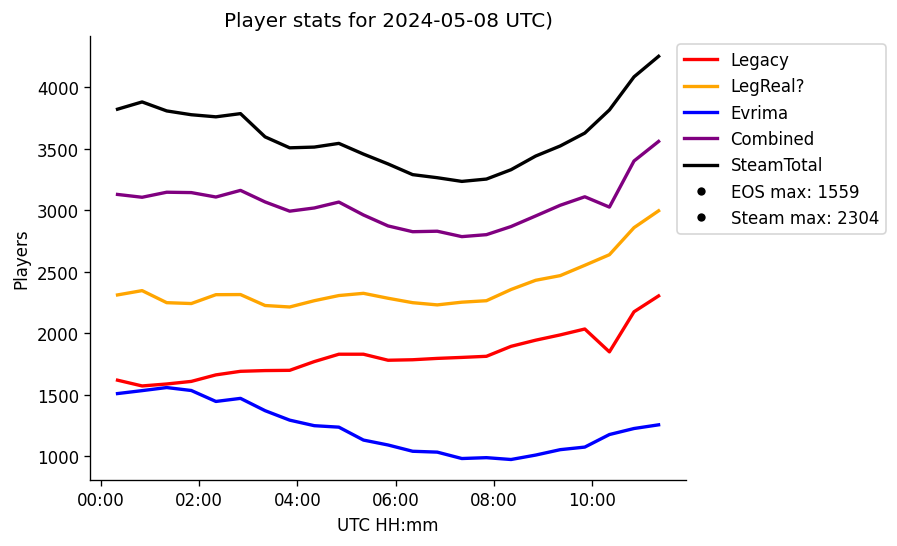 Player stats for 2024-05-08 UTC)
Players
4000
3500
3000
2500
2000
1500
1000
00:00 02:00 04:00 06:00 08:00 10:00
UTC HH:mm
Legacy
LegReal?
Evrima
Combined
SteamTotal
EOS max: 1559
Steam max: 2304